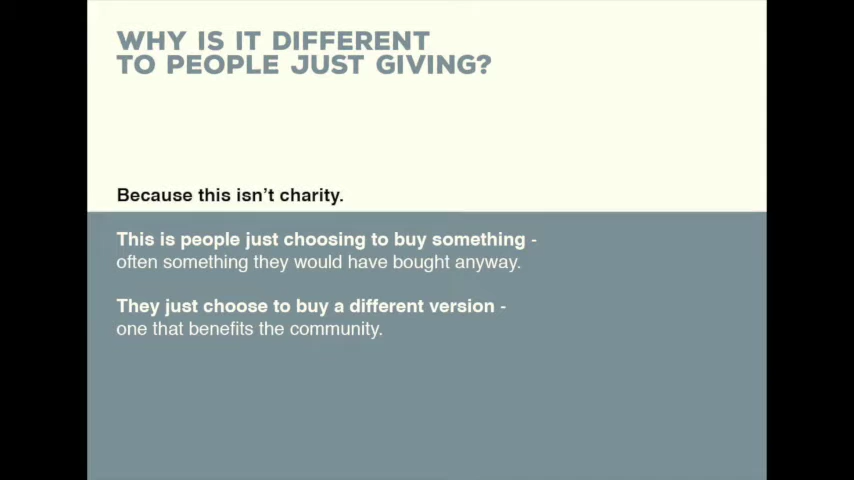 WHY IS IT DIFFERENT
TO PEOPLE JUST GIVING?
Because this isn't charity.
This is people just choosing to buy something -
often something they would have bought anyway.
They just choose to buy a different version -
one that benefits the community.